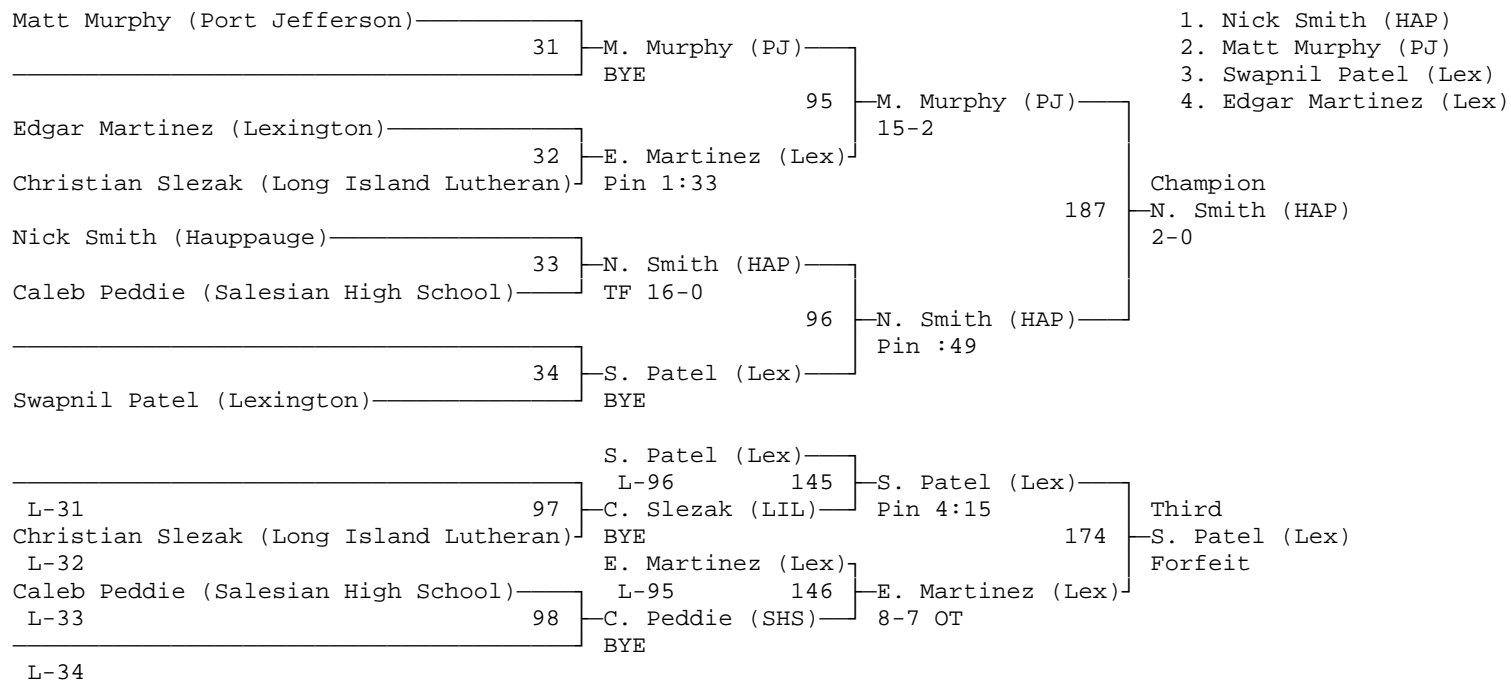 Matt Murphy (Port Jefferson) 1. Nick Smith (HAP)
31 M. Murphy (PJ) 2. Matt Murphy (PJ)
BYE 3. Swapnil Patel (Lex)
95 M. Murphy (PJ) 4. Edgar Martinez (Lex)
Edgar Martinez (Lexington) 15-2
32 E. Martinez (Lex)
Christian Slezak (Long Island Lutheran) Pin 1:33 Champion
187 N. Smith (HAP)
Nick Smith (Hauppauge) 2-0
33 N. Smith (HAP)
Caleb Peddie (Salesian High School) TF 16-0
96 N. Smith (HAP)
Pin :49
34 S. Patel (Lex)
Swapnil Patel (Lexington) BYE
S. Patel (Lex)
L-96 145 S. Patel (Lex)
L-31 97 C. Slezak (LIL) Pin 4:15 Third
Christian Slezak (Long Island Lutheran) BYE 174 S. Patel (Lex)
L-32 E. Martinez (Lex) Forfeit
Caleb Peddie (Salesian High School) L-95 146 E. Martinez (Lex)
L-33 98 C. Peddie (SHS) 8-7 OT
BYE
L-34